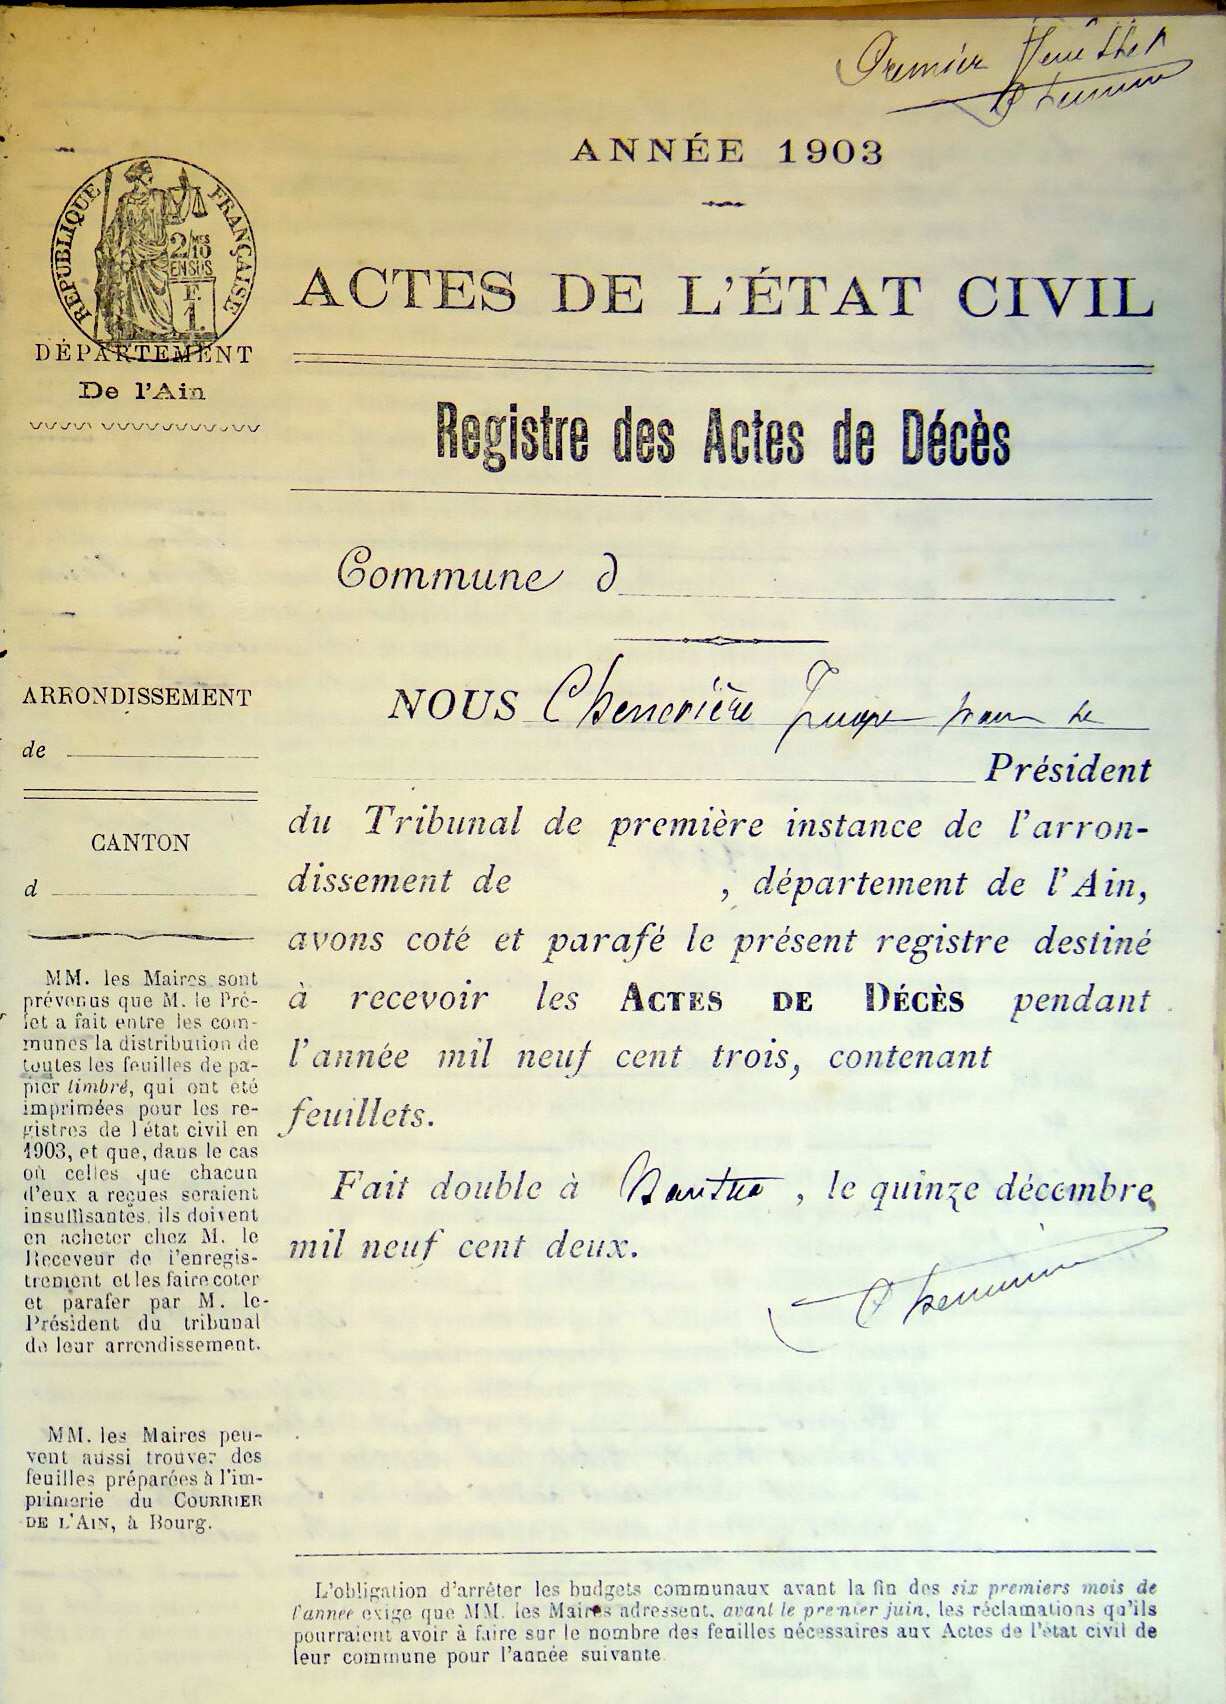 Premier feuillet
ANNÉE 1903
RÉPUBLIQUE FRANÇAISE
2/10 MES
EN SUS
F.
1.
ACTES DE L'ÉTAT CIVIL
DÉPARTEMENT
De l'Ain
Registre des Actes de Décès
Commune d
ARRONDISSEMENT
de
CANTON
d
NOUS Chenevière Juge
Président
du Tribunal de première instance de l'arron-
dissement de , département de l'Ain,
avons coté et parafé le présent registre destiné
à recevoir les ACTES DE DÉCÈS pendant
l'année mil neuf cent trois, contenant
feuillets.
Fait double à Nantua, le quinze décembre
mil neuf cent deux.
MM. les Maires sont
prévenus que M. le Pré-
fet a fait entre les com-
munes la distribution de
toutes les feuilles de pa-
pier timbré, qui ont été
imprimées pour les re-
gistres de l'état civil en
1903, et que, dans le cas
où celles que chacun
d'eux a reçues seraient
insuffisantes, ils doivent
en acheter chez M. le
Receveur de l'enregis-
trement et les faire coter
et parafer par M. le
Président du tribunal
de leur arrondissement.
MM. les Maires peu-
vent aussi trouver des
feuilles préparées à l'im-
primerie du COURRIER
DE L'AIN, à Bourg.
L'obligation d'arrêter les budgets communaux avant la fin des six premiers mois de
l'année exige que MM. les Maires adressent, avant le premier juin, les réclamations qu'ils
pourraient avoir à faire sur le nombre des feuilles nécessaires aux Actes de l'état civil de
leur commune pour l'année suivante